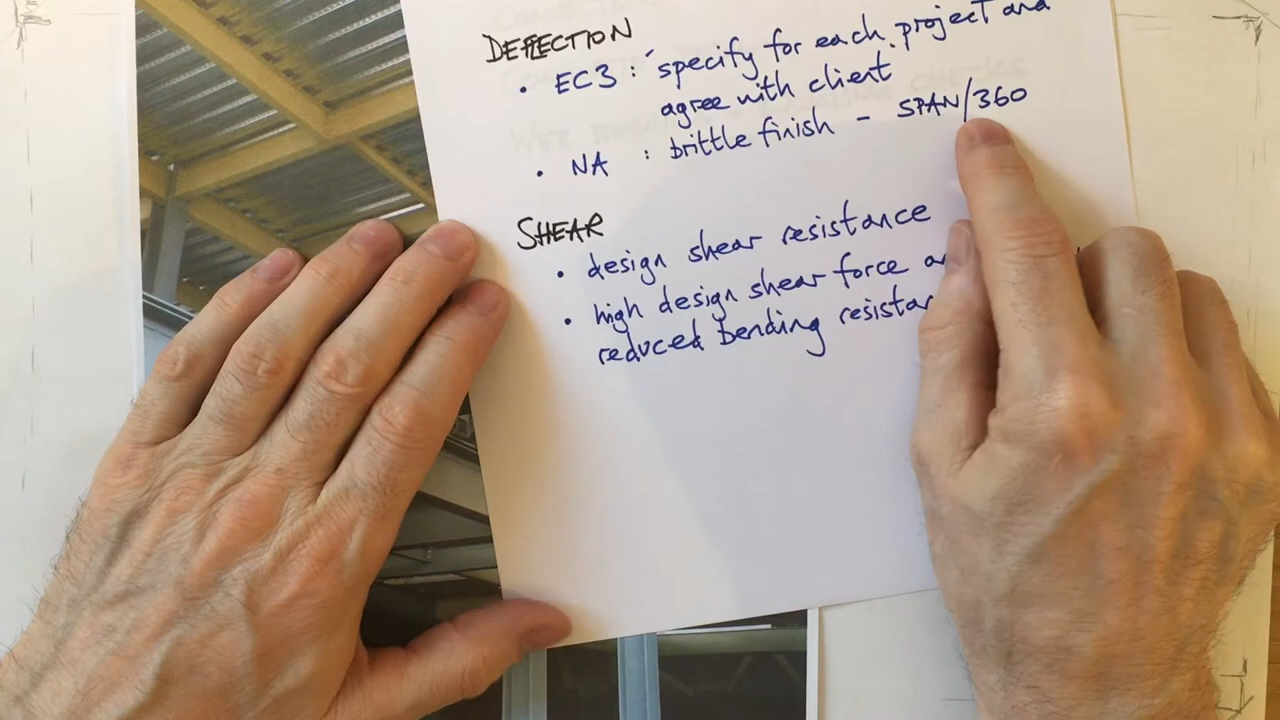 DEFLECTION
• EC3 : "specify for each project and
agree with client
• NA : brittle finish - SPAN/360
SHEAR
• design shear resistance
• high design shear force
reduced bending